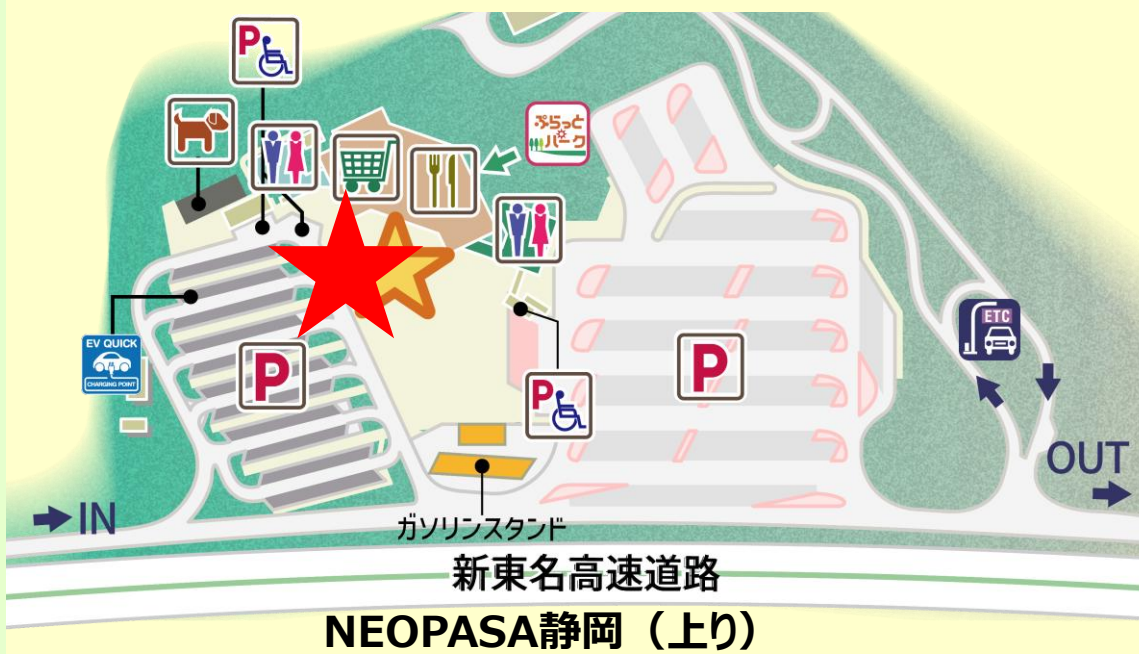 P
ぷらっと
パーク
P
EV QUICK
CHARGING POINT
P
P
ETC
OUT
IN
ガソリンスタンド
新東名高速道路
NEOPASA静岡（上り）